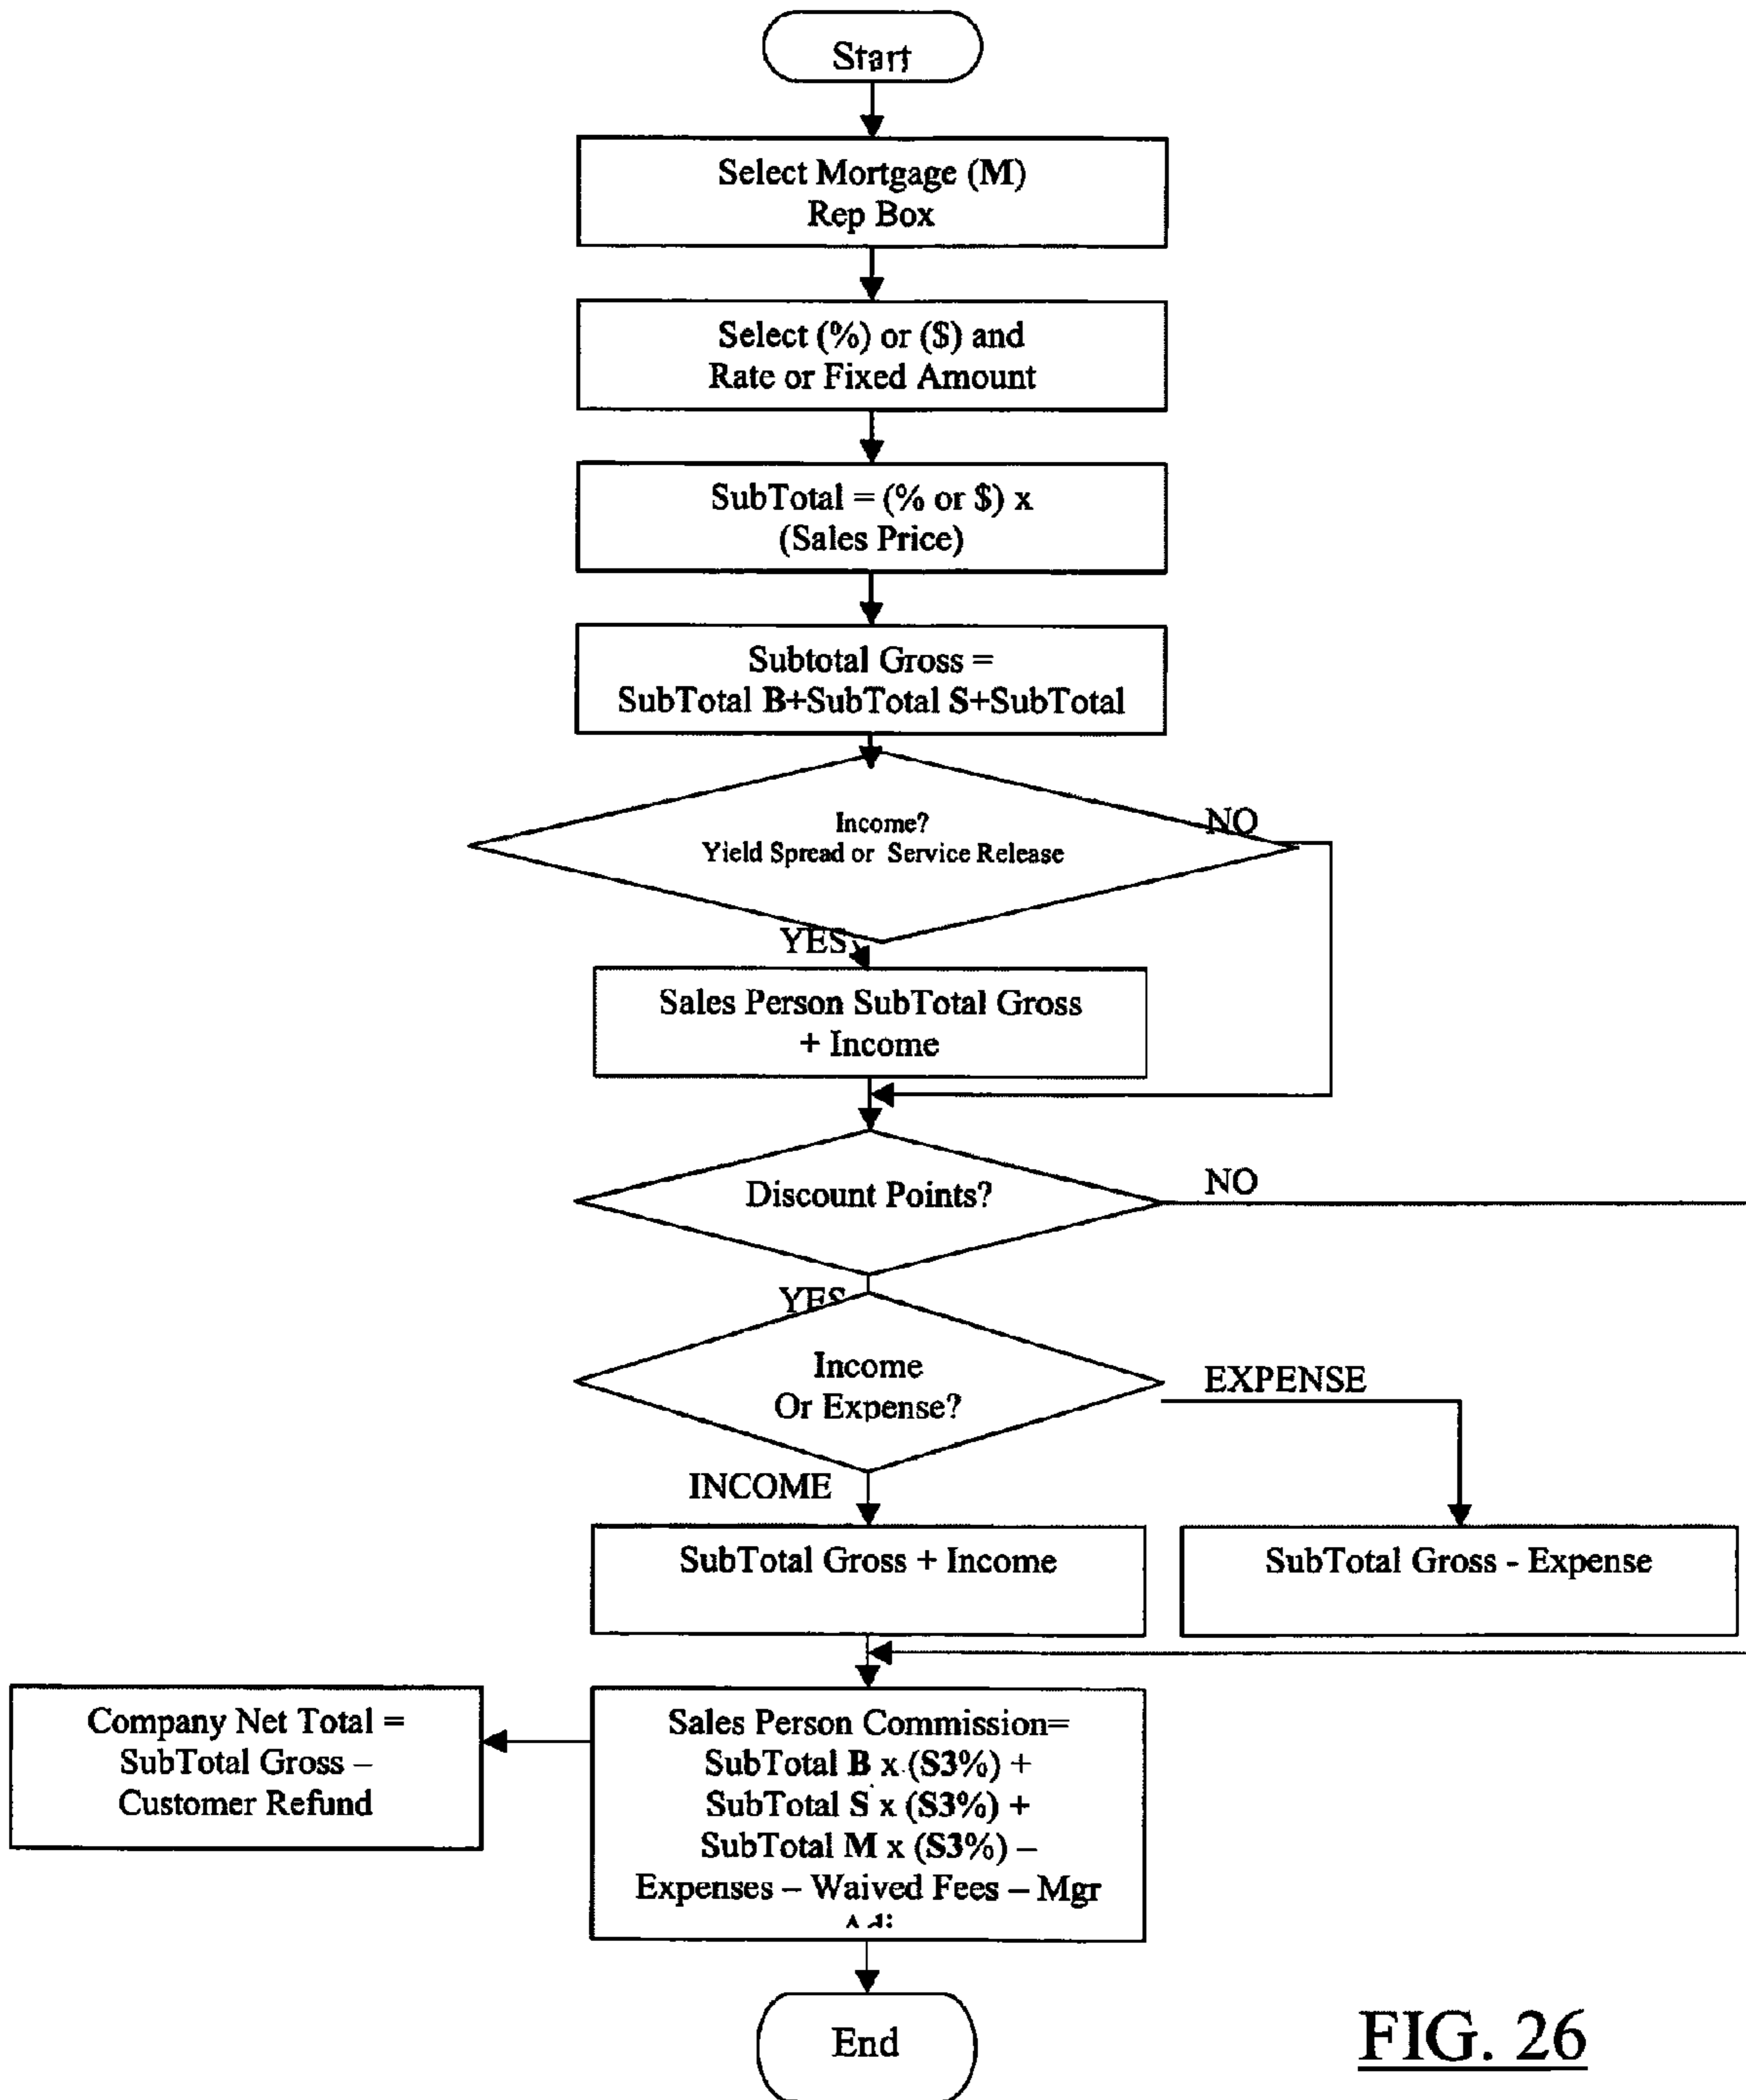 Start
Select Mortgage (M)
Rep Box
Select (%) or ($) and
Rate or Fixed Amount
SubTotal = (% or $) x
(Sales Price)
Subtotal Gross =
SubTotal B+SubTotal S+SubTotal
Income?
Yield Spread or Service Release
NO
YES
Sales Person SubTotal Gross
+ Income
Discount Points?
NO
YES
Income
Or Expense?
EXPENSE
INCOME
SubTotal Gross + Income
SubTotal Gross - Expense
Company Net Total =
SubTotal Gross –
Customer Refund
Sales Person Commission=
SubTotal B x (S3%) +
SubTotal S x (S3%) +
SubTotal M x (S3%) –
Expenses – Waived Fees – Mgr
End
FIG. 26